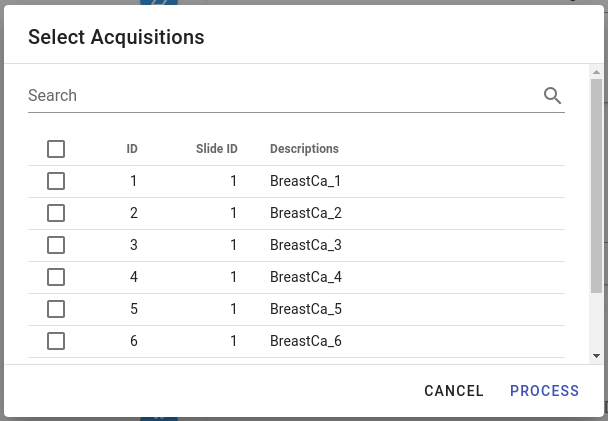 Select Acquisitions
Search
ID Slide ID Descriptions
1 1 BreastCa_1
2 1 BreastCa_2
3 1 BreastCa_3
4 1 BreastCa_4
5 1 BreastCa_5
6 1 BreastCa_6
CANCEL PROCESS